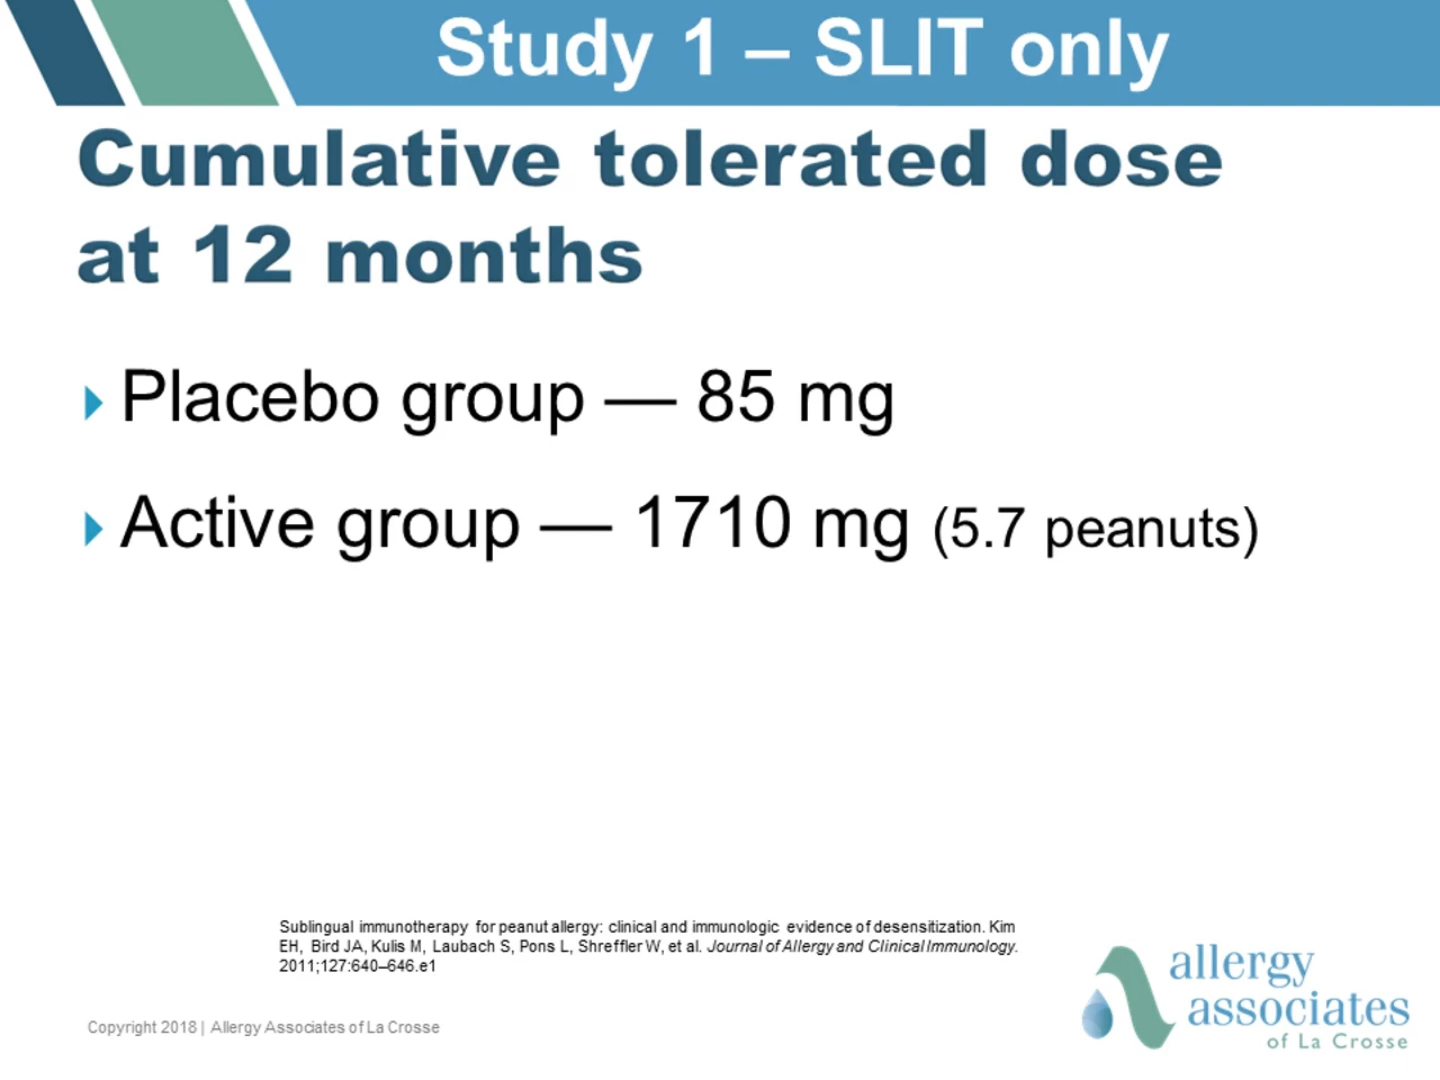 Study 1 – SLIT only
Cumulative tolerated dose
at 12 months
Placebo group — 85 mg
Active group — 1710 mg (5.7 peanuts)
Sublingual immunotherapy for peanut allergy: clinical and immunologic evidence of desensitization. Kim
EH, Bird JA, Kulis M, Laubach S, Pons L, Shreffler W, et al. Journal of Allergy and Clinical Immunology.
2011;127:640–646.e1
allergy
associates
of La Crosse
Copyright 2018 | Allergy Associates of La Crosse